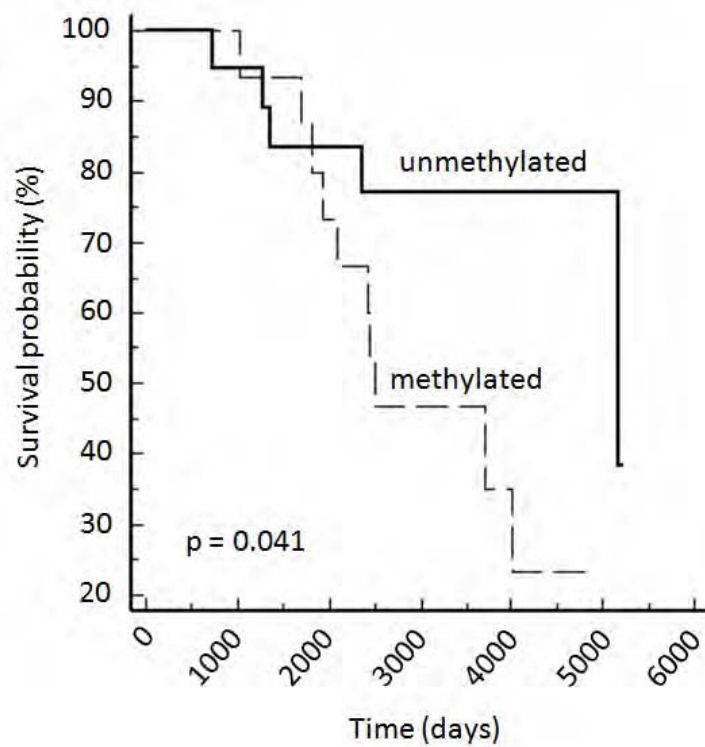 100
90
80
70
60
50
40
30
20
Survival probability (%)
unmethylated
methylated
p = 0.041
0 1000 2000 3000 4000 5000 6000
Time (days)